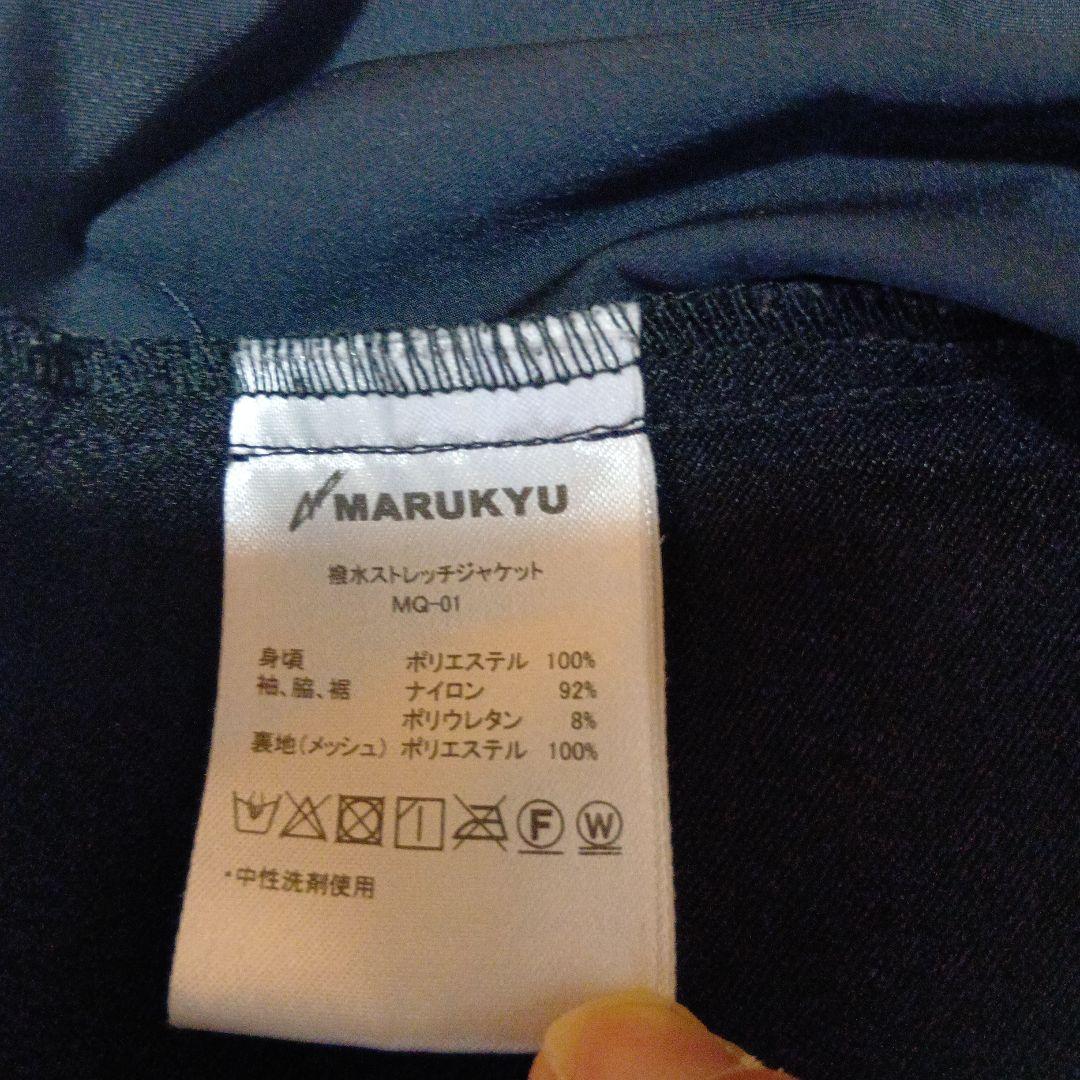 MARUKYU
撥水ストレッチジャケット
MQ-01
身頃 ポリエステル 100%
袖、脇、裾 ナイロン 92%
ポリウレタン 8%
裏地(メッシュ) ポリエステル 100%
F W
・中性洗剤使用